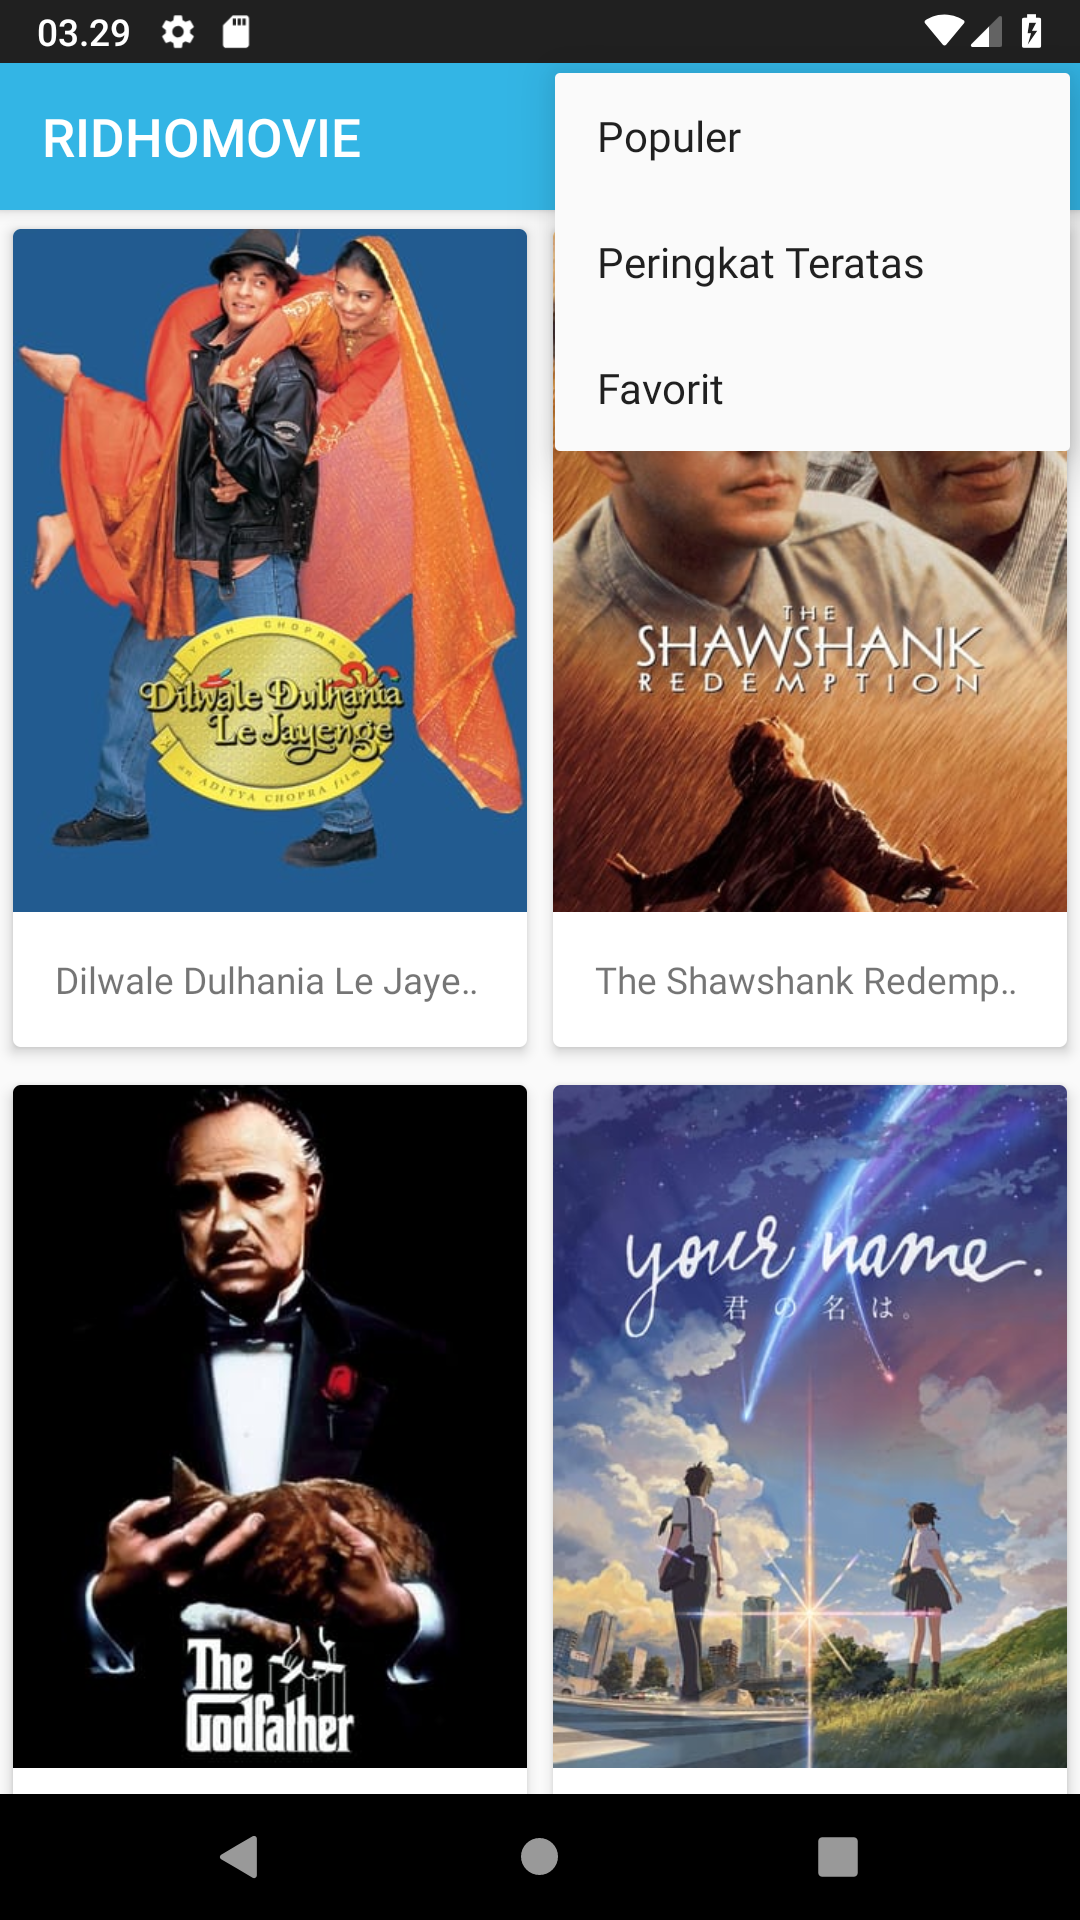 03.29
RIDHOMOVIE
Populer
Peringkat Teratas
Favorit
YASH CHOPRA'S
Dilwale Dulhania
Le Jayenge
an ADITYA CHOPRA film
THE
SHAWSHANK
REDEMPTION
Dilwale Dulhania Le Jaye..
The Shawshank Redemp..
your name.
君の名は。
The
Godfather